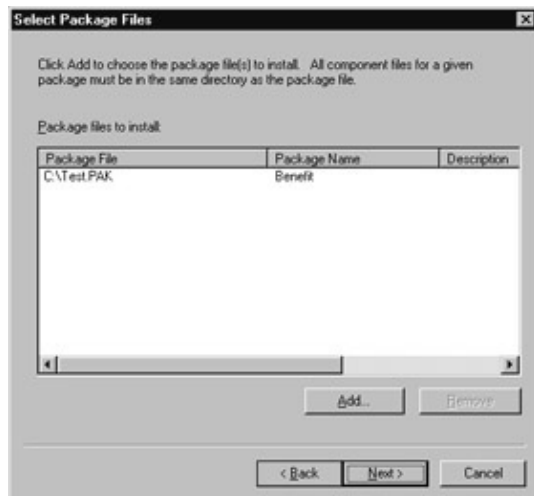 Select Package Files
Click Add to choose the package file(s) to install. All component files for a given
package must be in the same directory as the package file.
Package files to install:
Package File Package Name Description
C:\Test.PAK Benefit
Add... Remove
< Back Next > Cancel